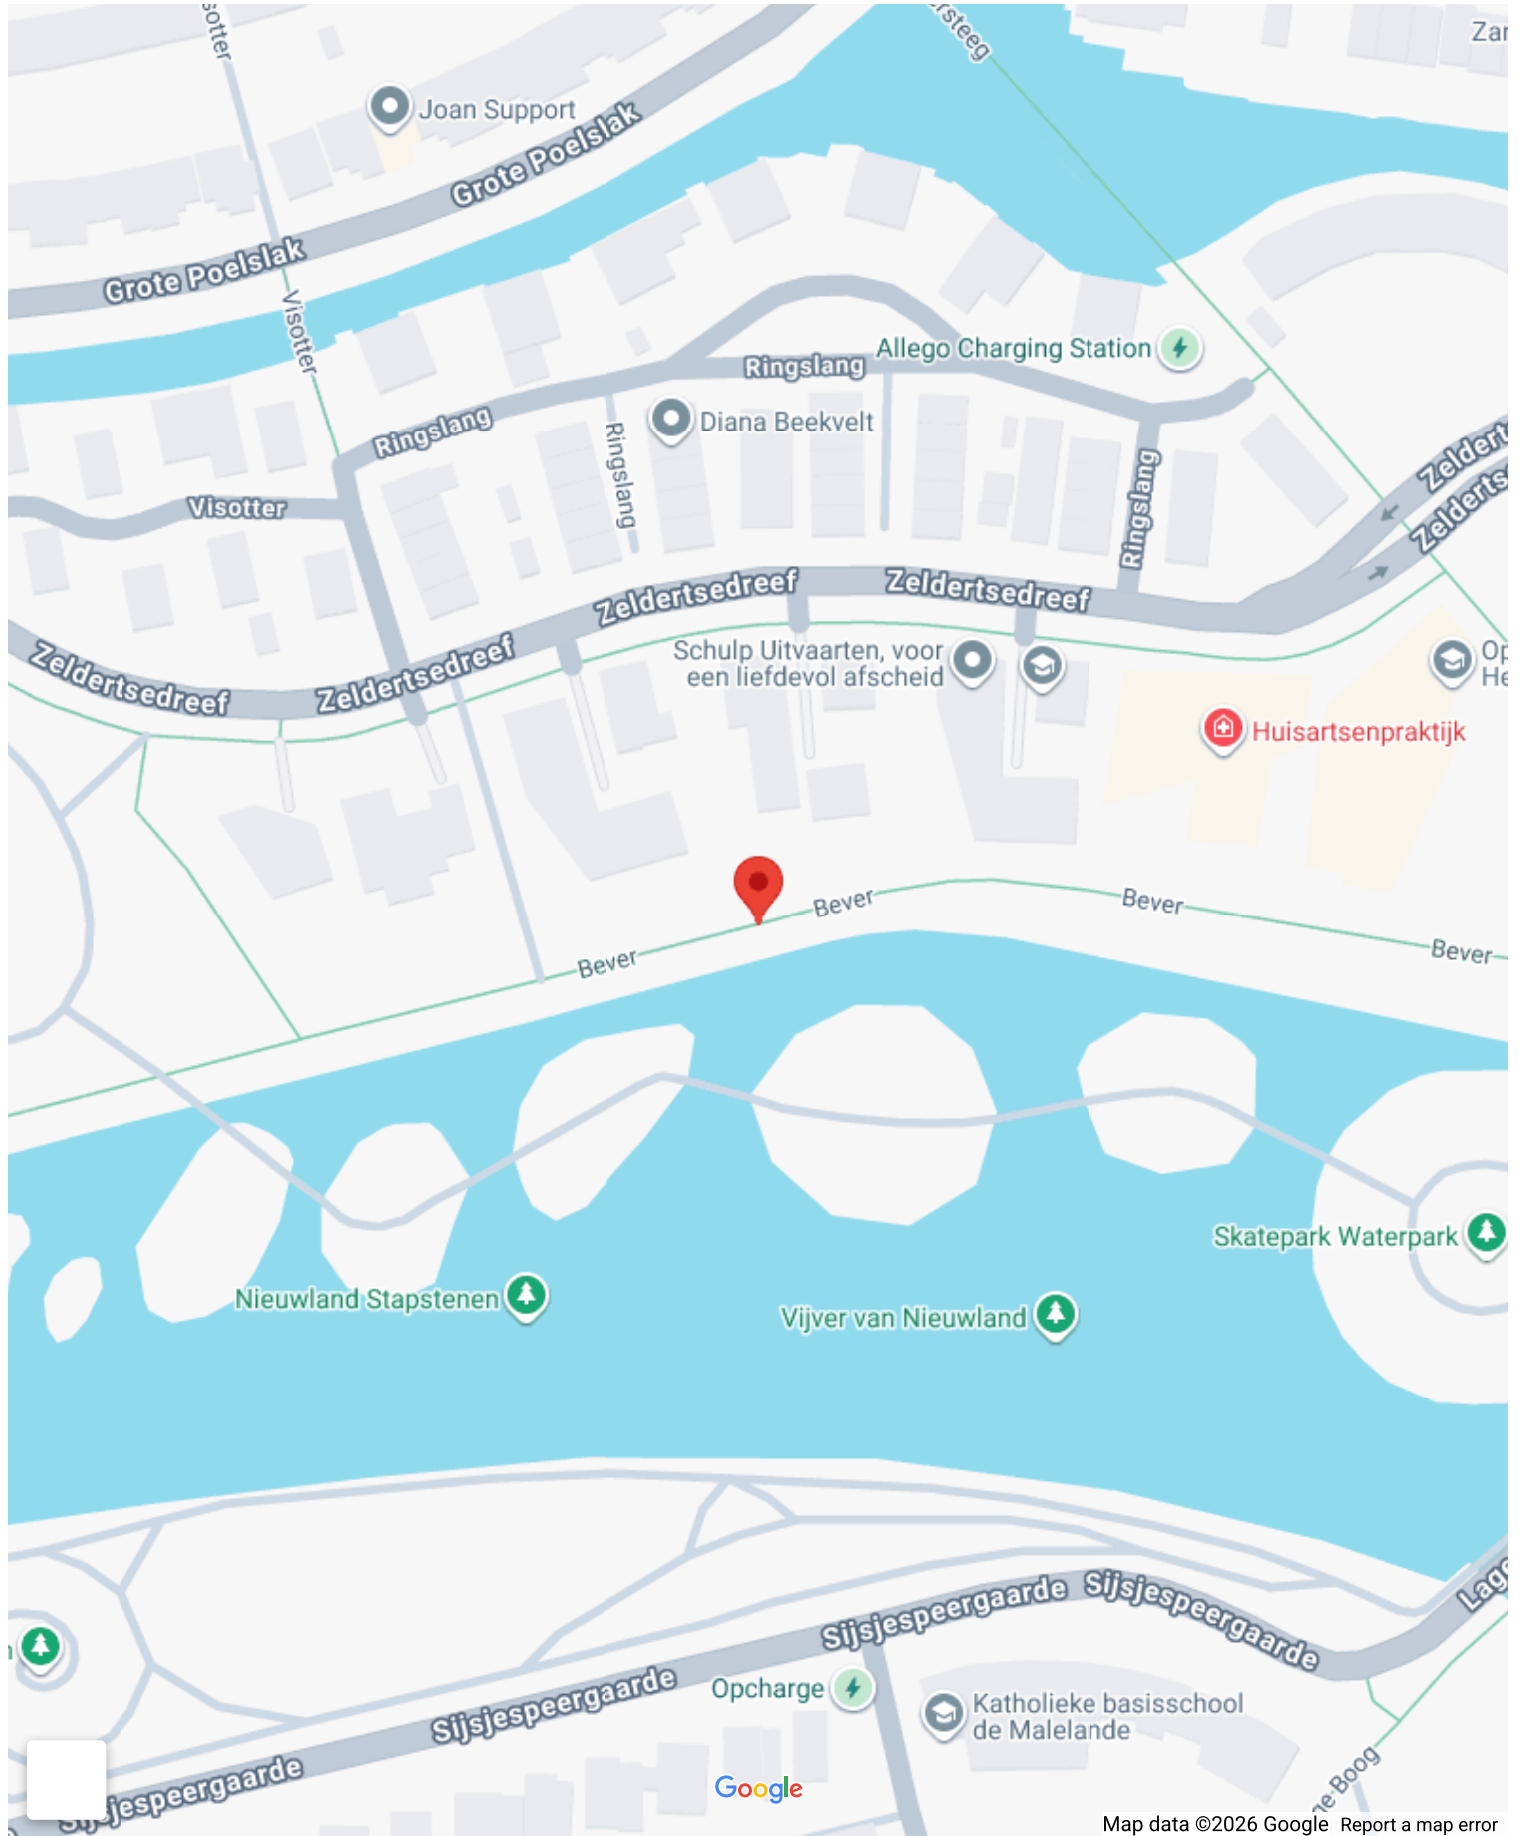 Joan Support
Grote Poelslak
Grote Poelslak
Visotter
Allego Charging Station
Ringslang
Ringslang
Diana Beekvelt
Ringslang
Ringslang
Visotter
Zeldertsedreef
Zeldertsedreef
Schulp Uitvaarten, voor
een liefdevol afscheid
Zeldertsedreef
Zeldertsedreef
Huisartsenpraktijk
Bever
Bever
Bever
Bever
Skatepark Waterpark
Nieuwland Stapstenen
Vijver van Nieuwland
Sijsjespeergaarde
Sijsjespeergaarde
Sijsjespeergaarde
Opcharge
Katholieke basisschool
de Malelande
Sijsjespeergaarde
Google
Map data ©2026 Google
Report a map error